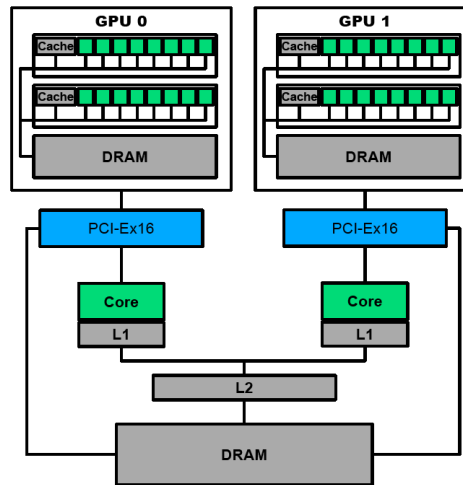 GPU 0 GPU 1
Cache Cache
Cache Cache
DRAM DRAM
PCI-Ex16 PCI-Ex16
Core Core
L1 L1
L2
DRAM